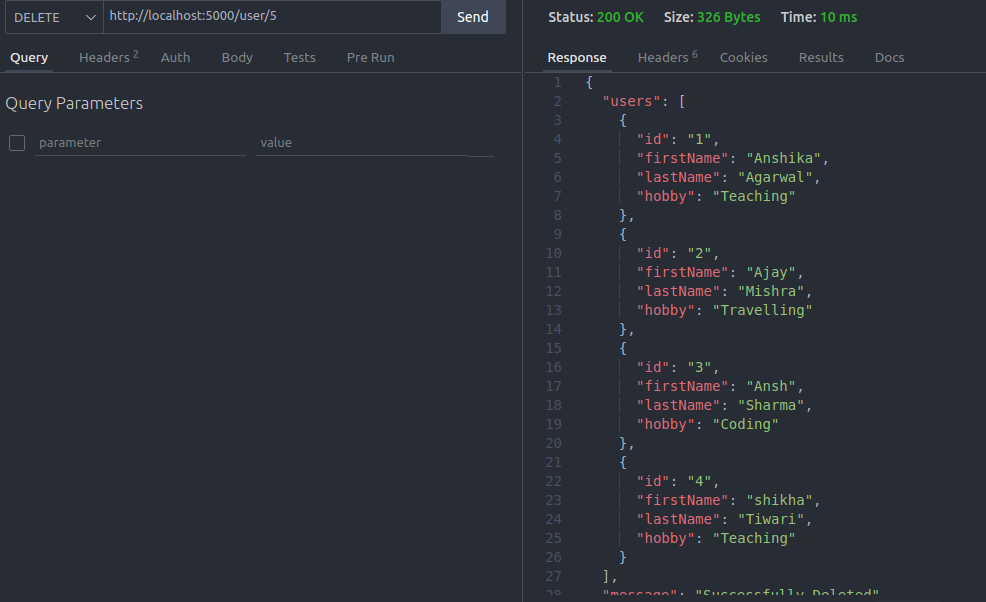 DELETE http://localhost:5000/user/5 Send
Query Headers 2 Auth Body Tests Pre Run
Query Parameters
parameter value
Status: 200 OK Size: 326 Bytes Time: 10 ms
Response Headers 6 Cookies Results Docs
1 {
2 "users": [
3 {
4 "id": "1",
5 "firstName": "Anshika",
6 "lastName": "Agarwal",
7 "hobby": "Teaching"
8 },
9 {
10 "id": "2",
11 "firstName": "Ajay",
12 "lastName": "Mishra",
13 "hobby": "Travelling"
14 },
15 {
16 "id": "3",
17 "firstName": "Ansh",
18 "lastName": "Sharma",
19 "hobby": "Coding"
20 },
21 {
22 "id": "4",
23 "firstName": "shikha",
24 "lastName": "Tiwari",
25 "hobby": "Teaching"
26 }
27 ],
28 "message": "Successfully Deleted"